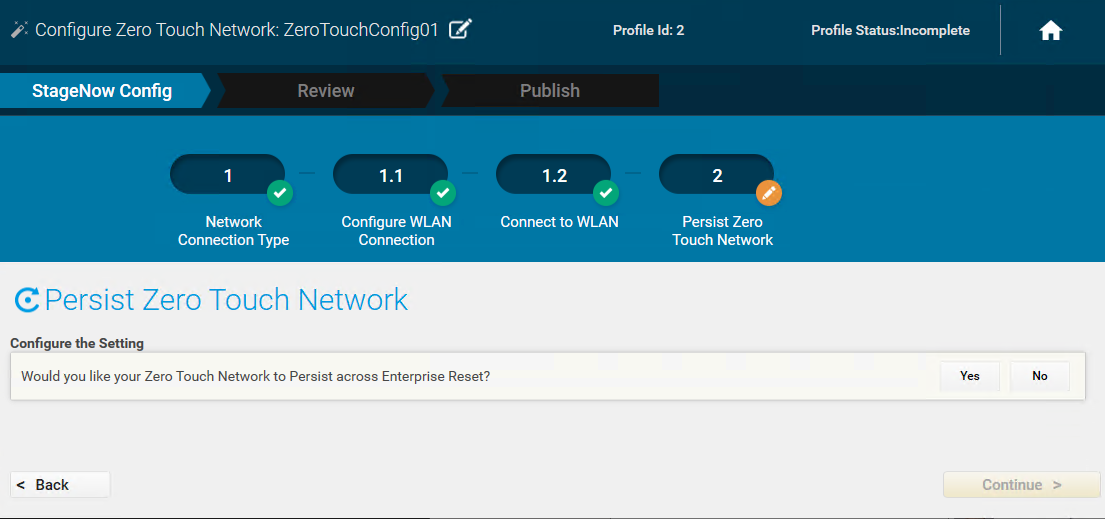 Configure Zero Touch Network: ZeroTouchConfig01
Profile Id: 2
Profile Status:Incomplete
StageNow Config
Review
Publish
1
1.1
1.2
2
Network
Connection Type
Configure WLAN
Connection
Connect to WLAN
Persist Zero
Touch Network
Persist Zero Touch Network
Configure the Setting
Would you like your Zero Touch Network to Persist across Enterprise Reset?
Yes
No
< Back
Continue >